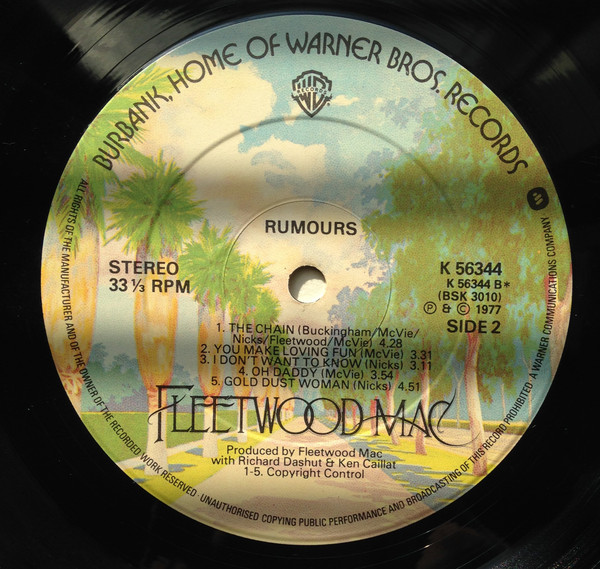 BURBANK, HOME OF WARNER BROS. RECORDS
RECORDS
RUMOURS
STEREO
33 ⅓ RPM
K 56344
K 56344 B*
(BSK 3010)
Ⓟ & © 1977
SIDE 2
1. THE CHAIN (Buckingham/McVie/
Nicks/Fleetwood/McVie) 4.28
2. YOU MAKE LOVING FUN (McVie) 3.31
3. I DON'T WANT TO KNOW (Nicks) 3.11
4. OH DADDY (McVie) 3.54
5. GOLD DUST WOMAN (Nicks) 4.51
FLEETWOOD MAC
Produced by Fleetwood Mac
with Richard Dashut & Ken Caillat
1-5. Copyright Control
ALL RIGHTS OF THE MANUFACTURER AND OF THE OWNER OF THE RECORDED WORK RESERVED UNAUTHORISED COPYING PUBLIC PERFORMANCE AND BROADCASTING OF THIS RECORD PROHIBITED. A WARNER COMMUNICATIONS COMPANY